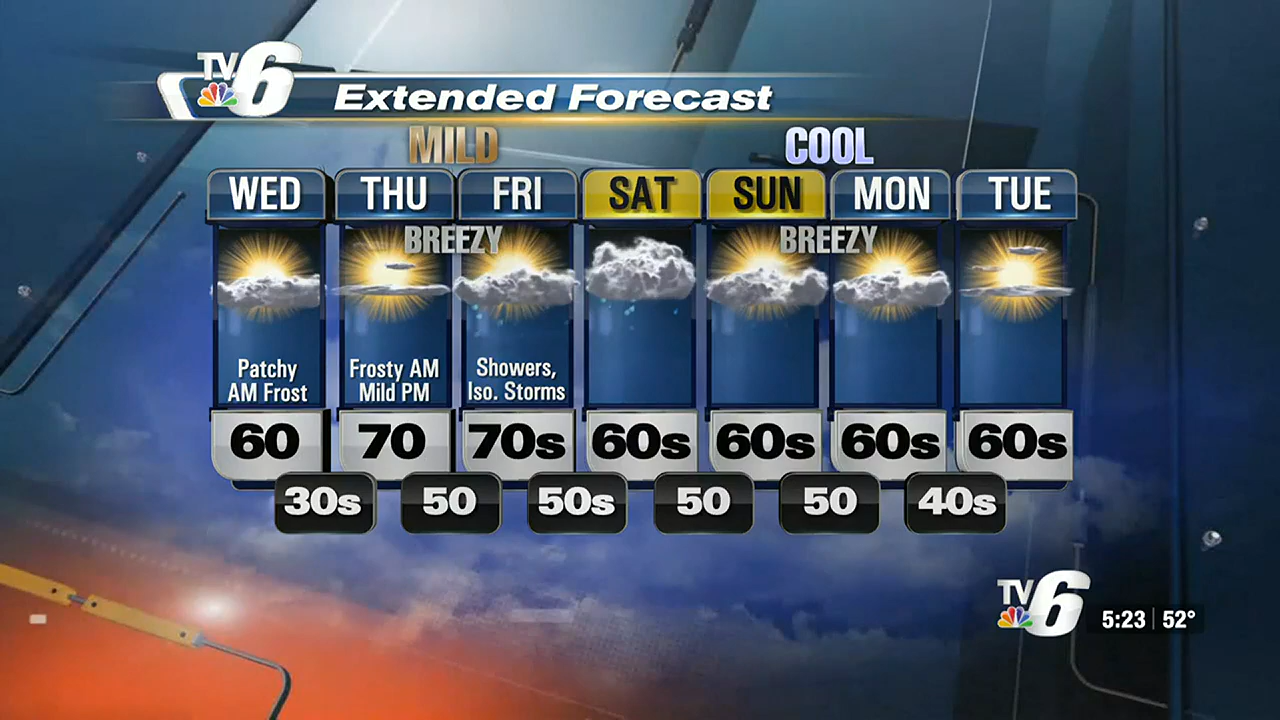 TV6
Extended Forecast
MILD
COOL
WED
THU
FRI
SAT
SUN
MON
TUE
BREEZY
BREEZY
Patchy
AM Frost
Frosty AM
Mild PM
Showers,
Iso. Storms
60
70
70s
60s
60s
60s
60s
30s
50
50s
50
50
40s
TV6
5:23 52°